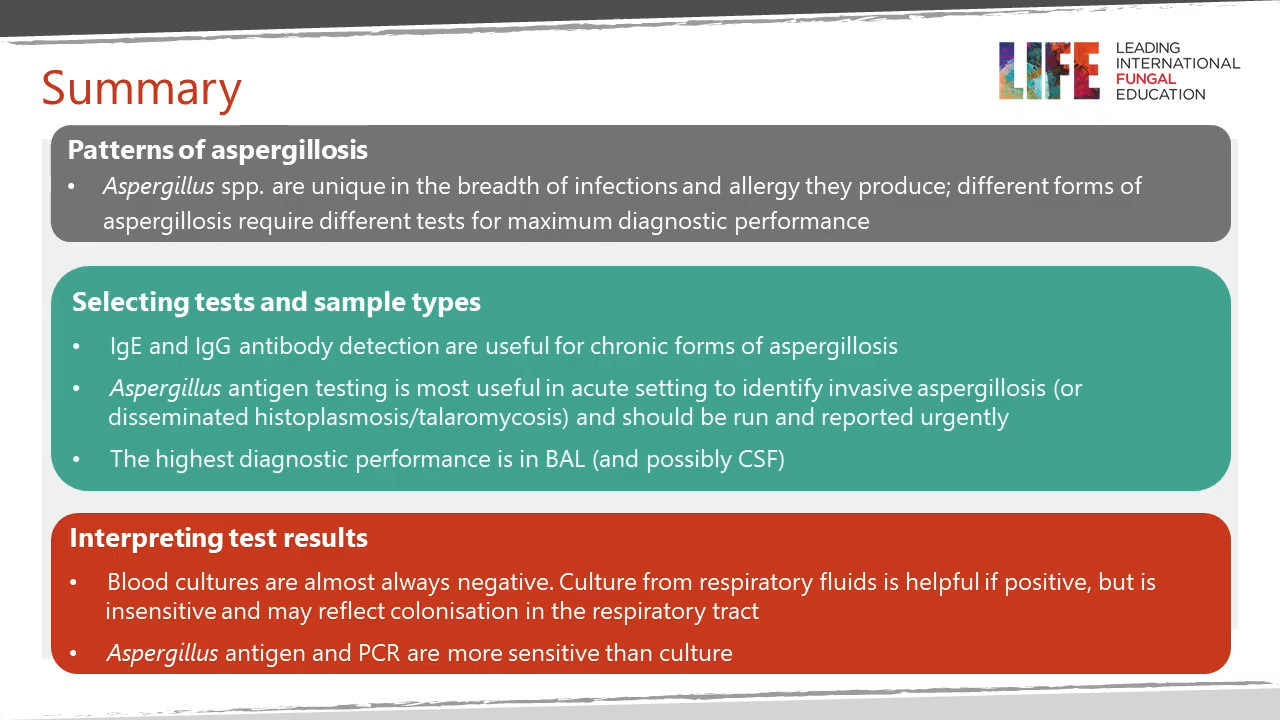 Summary
LIFE
LEADING
INTERNATIONAL
FUNGAL
EDUCATION
Patterns of aspergillosis
• Aspergillus spp. are unique in the breadth of infections and allergy they produce; different forms of
aspergillosis require different tests for maximum diagnostic performance
Selecting tests and sample types
• IgE and IgG antibody detection are useful for chronic forms of aspergillosis
• Aspergillus antigen testing is most useful in acute setting to identify invasive aspergillosis (or
disseminated histoplasmosis/talaromycosis) and should be run and reported urgently
• The highest diagnostic performance is in BAL (and possibly CSF)
Interpreting test results
• Blood cultures are almost always negative. Culture from respiratory fluids is helpful if positive, but is
insensitive and may reflect colonisation in the respiratory tract
• Aspergillus antigen and PCR are more sensitive than culture